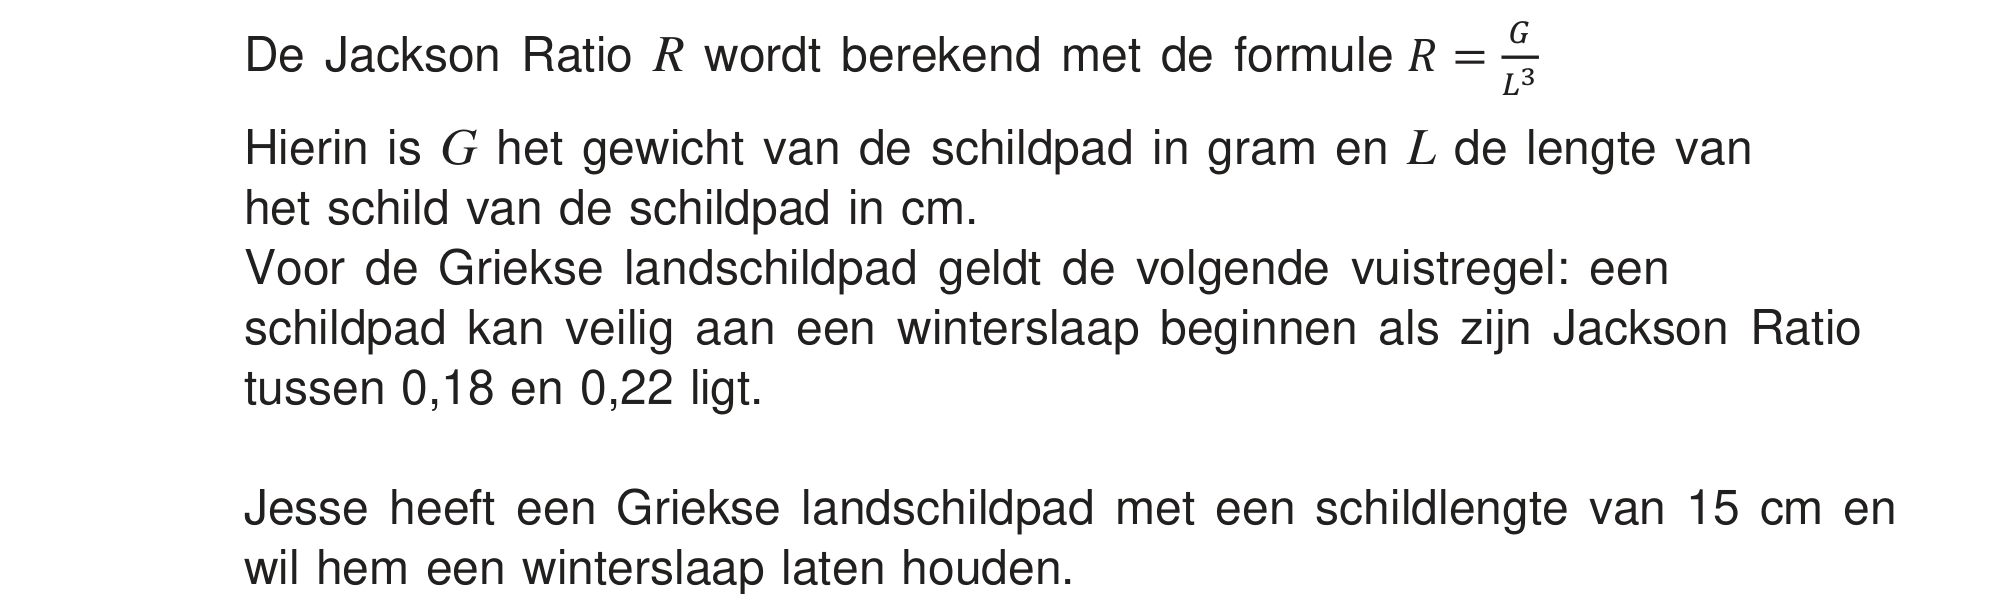 De Jackson Ratio R wordt berekend met de formule R = G/L³
Hierin is G het gewicht van de schildpad in gram en L de lengte van
het schild van de schildpad in cm.
Voor de Griekse landschildpad geldt de volgende vuistregel: een
schildpad kan veilig aan een winterslaap beginnen als zijn Jackson Ratio
tussen 0,18 en 0,22 ligt.
Jesse heeft een Griekse landschildpad met een schildlengte van 15 cm en
wil hem een winterslaap laten houden.